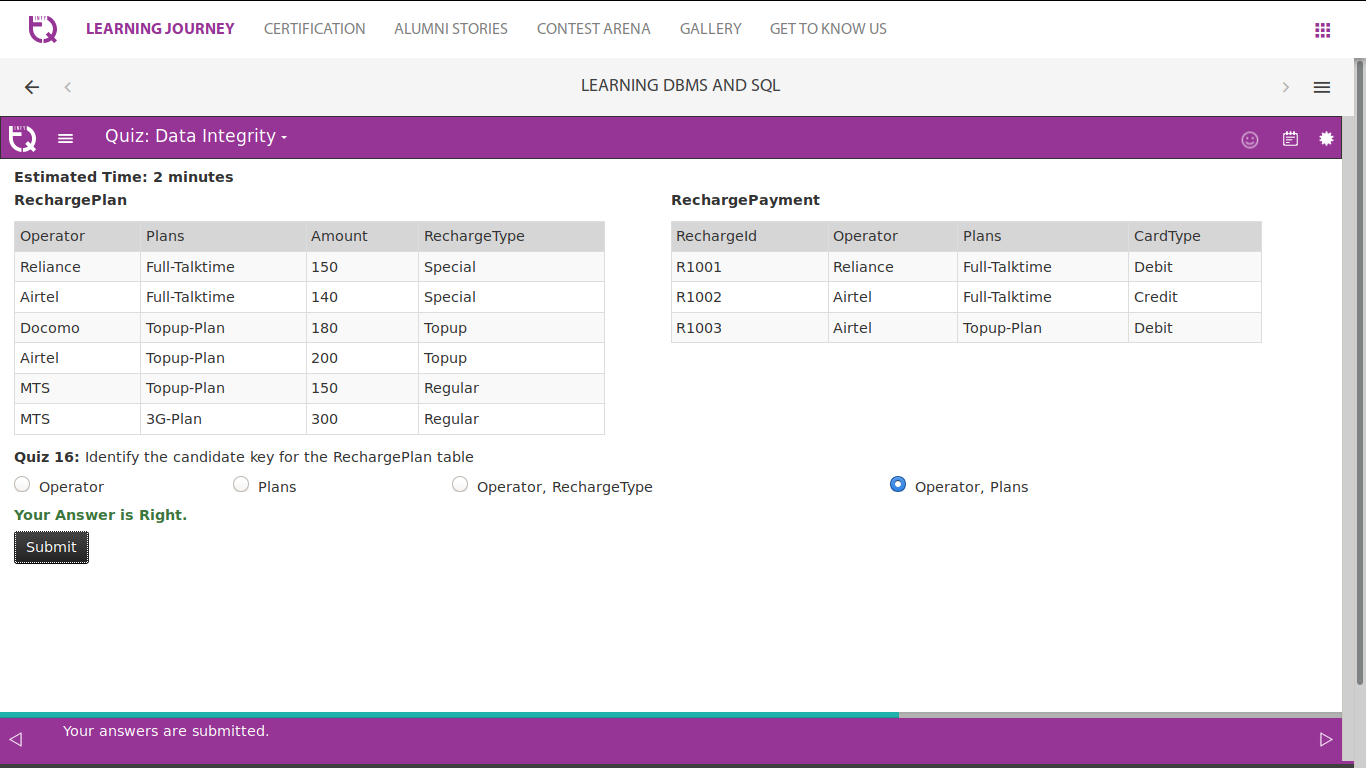 INFY TQ LEARNING JOURNEY CERTIFICATION ALUMNI STORIES CONTEST ARENA GALLERY GET TO KNOW US
LEARNING DBMS AND SQL
INFY TQ Quiz: Data Integrity
Estimated Time: 2 minutes
RechargePlan RechargePayment
Operator Plans Amount RechargeType RechargeId Operator Plans CardType
Reliance Full-Talktime 150 Special R1001 Reliance Full-Talktime Debit
Airtel Full-Talktime 140 Special R1002 Airtel Full-Talktime Credit
Docomo Topup-Plan 180 Topup R1003 Airtel Topup-Plan Debit
Airtel Topup-Plan 200 Topup
MTS Topup-Plan 150 Regular
MTS 3G-Plan 300 Regular
Quiz 16: Identify the candidate key for the RechargePlan table
Operator Plans Operator, RechargeType Operator, Plans
Your Answer is Right.
Submit
Your answers are submitted.